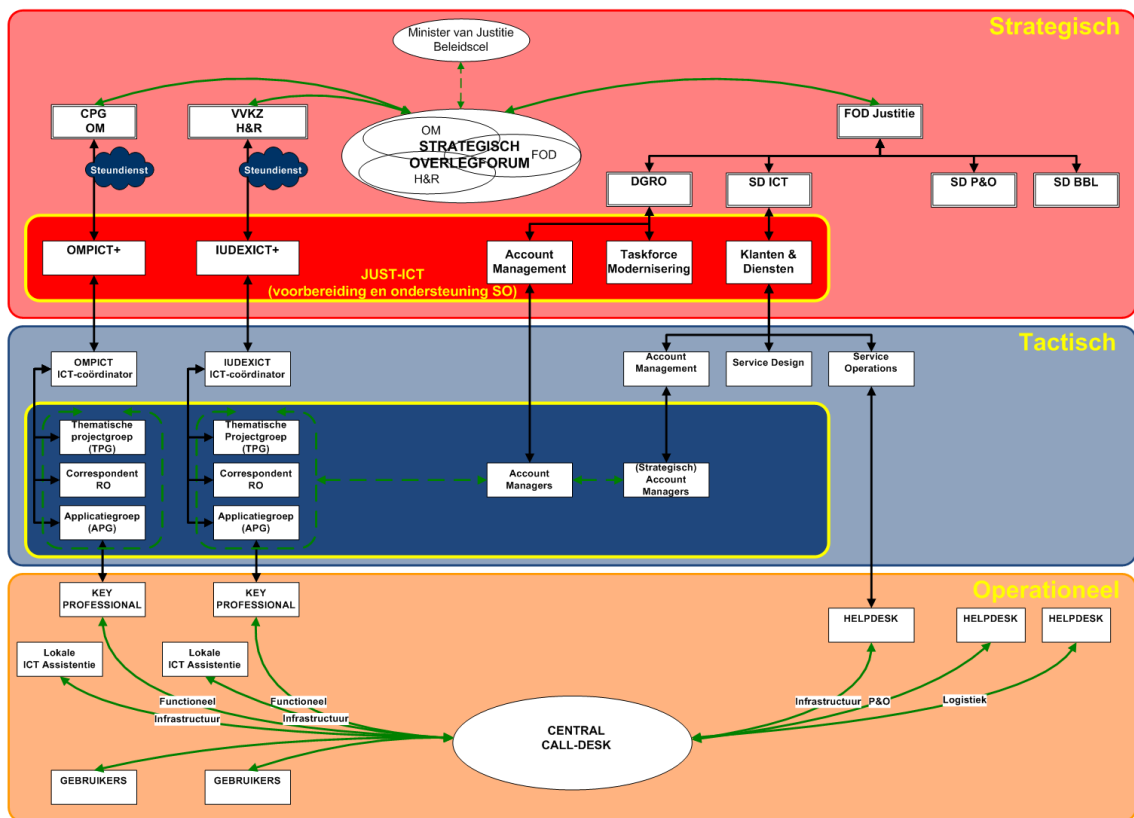 Strategisch
Minister van Justitie
Beleidscel
CPG
OM
VVKZ
H&R
OM
STRATEGISCH
OVERLEGFORUM
FOD
H&R
FOD Justitie
Steundienst
Steundienst
DGRO
SD ICT
SD P&O
SD BBL
OMPICT+
IUDEXICT+
Account
Management
Taskforce
Modernisering
Klanten &
Diensten
JUST-ICT
(voorbereiding en ondersteuning SO)
Tactisch
OMPICT
ICT-coördinator
IUDEXICT
ICT-coördinator
Account
Management
Service Design
Service
Operations
Thematische
projectgroep
(TPG)
Thematische
Projectgroep
(TPG)
Correspondent
RO
Correspondent
RO
Account
Managers
(Strategisch)
Account
Managers
Applicatiegroep
(APG)
Applicatiegroep
(APG)
Operationeel
KEY
PROFESSIONAL
KEY
PROFESSIONAL
HELPDESK
HELPDESK
HELPDESK
Lokale
ICT Assistentie
Lokale
ICT Assistentie
Functioneel
Infrastructuur
Functioneel
Infrastructuur
Infrastructuur
P&O
Logistiek
CENTRAL
CALL-DESK
GEBRUIKERS
GEBRUIKERS